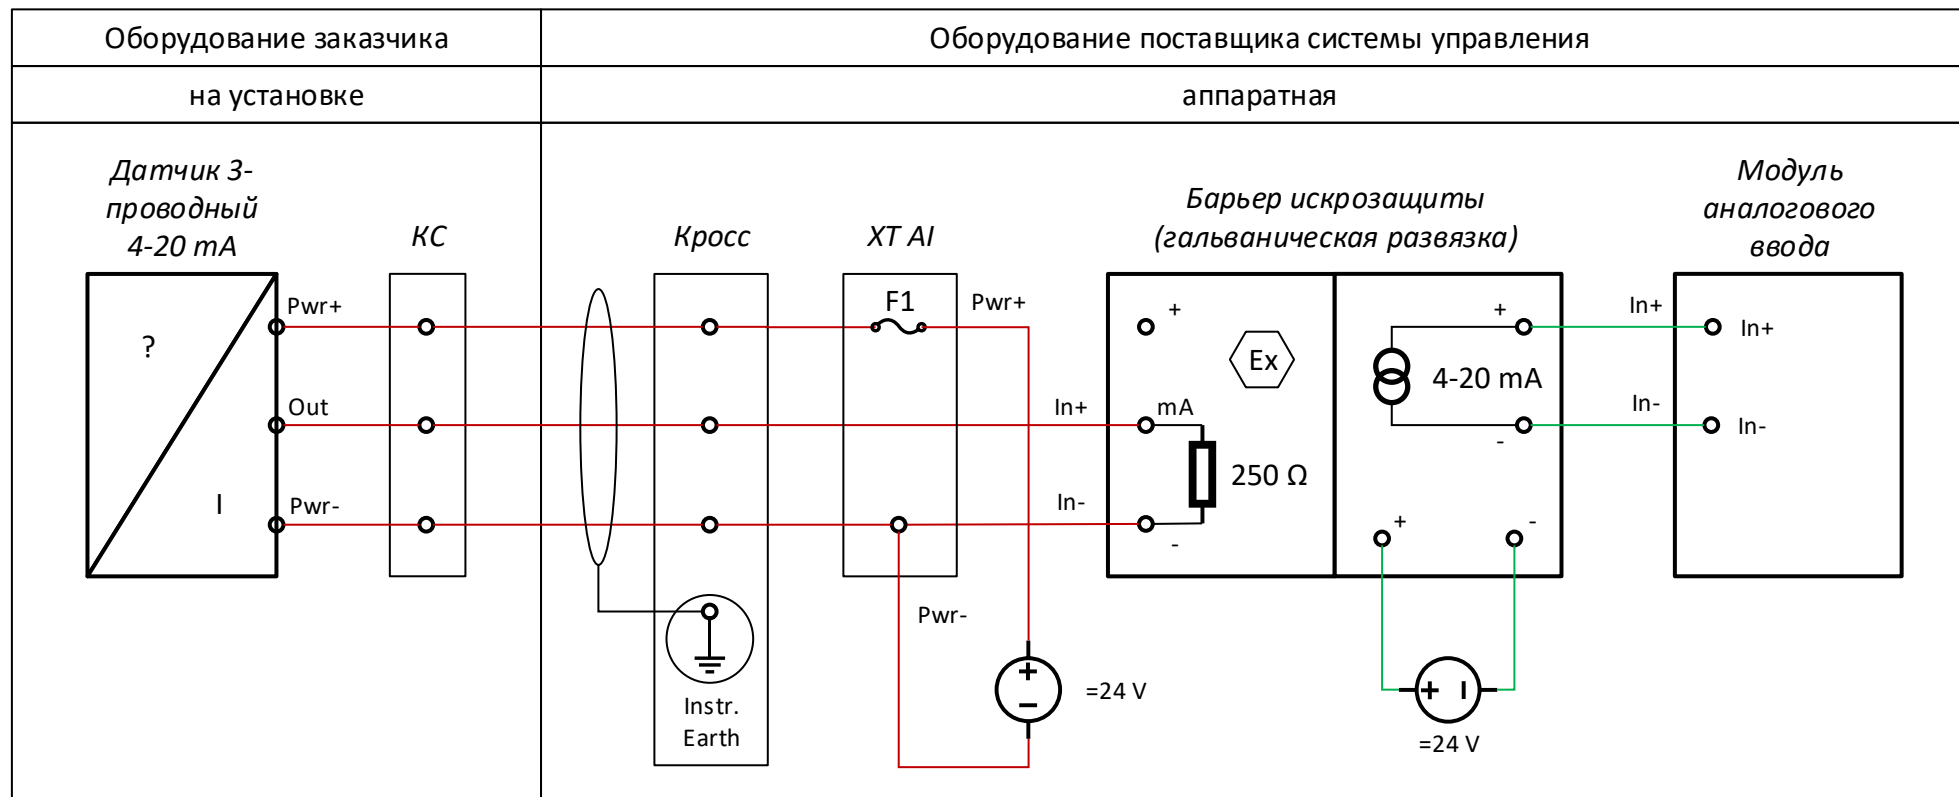 Оборудование заказчика
Оборудование поставщика системы управления
на установке
аппаратная
Датчик 3-
проводный
4-20 mA
КС
Кросс
XT AI
Барьер искрозащиты
(гальваническая развязка)
Модуль
аналогового
ввода
Pwr+
F1
Pwr+
+
+
In+
In+
?
Ex
4-20 mA
Out
In+
mA
In-
In-
-
250 Ω
I
Pwr-
In-
-
+
-
Pwr-
Instr.
Earth
=24 V
=24 V